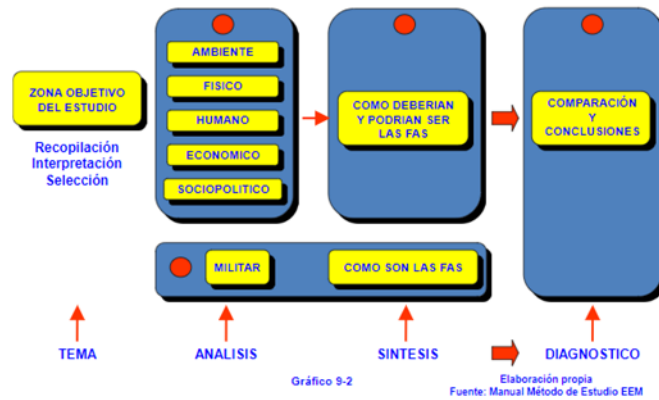 ZONA OBJETIVO
DEL ESTUDIO
Recopilación
Interpretación
Selección
AMBIENTE
FISICO
HUMANO
ECONOMICO
SOCIOPOLITICO
COMO DEBERIAN
Y PODRIAN SER
LAS FAS
COMPARACIÓN
Y
CONCLUSIONES
MILITAR
COMO SON LAS FAS
TEMA
ANALISIS
SINTESIS
DIAGNOSTICO
Gráfico 9-2
Elaboración propia
Fuente: Manual Método de Estudio EEM